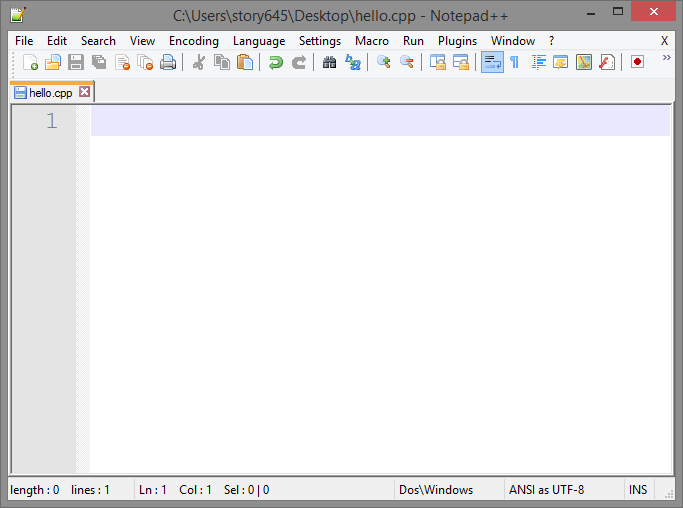 C:\Users\story645\Desktop\hello.cpp - Notepad++
File Edit Search View Encoding Language Settings Macro Run Plugins Window ? X
hello.cpp
1
length : 0 lines : 1 Ln : 1 Col : 1 Sel : 0 | 0 Dos\Windows ANSI as UTF-8 INS